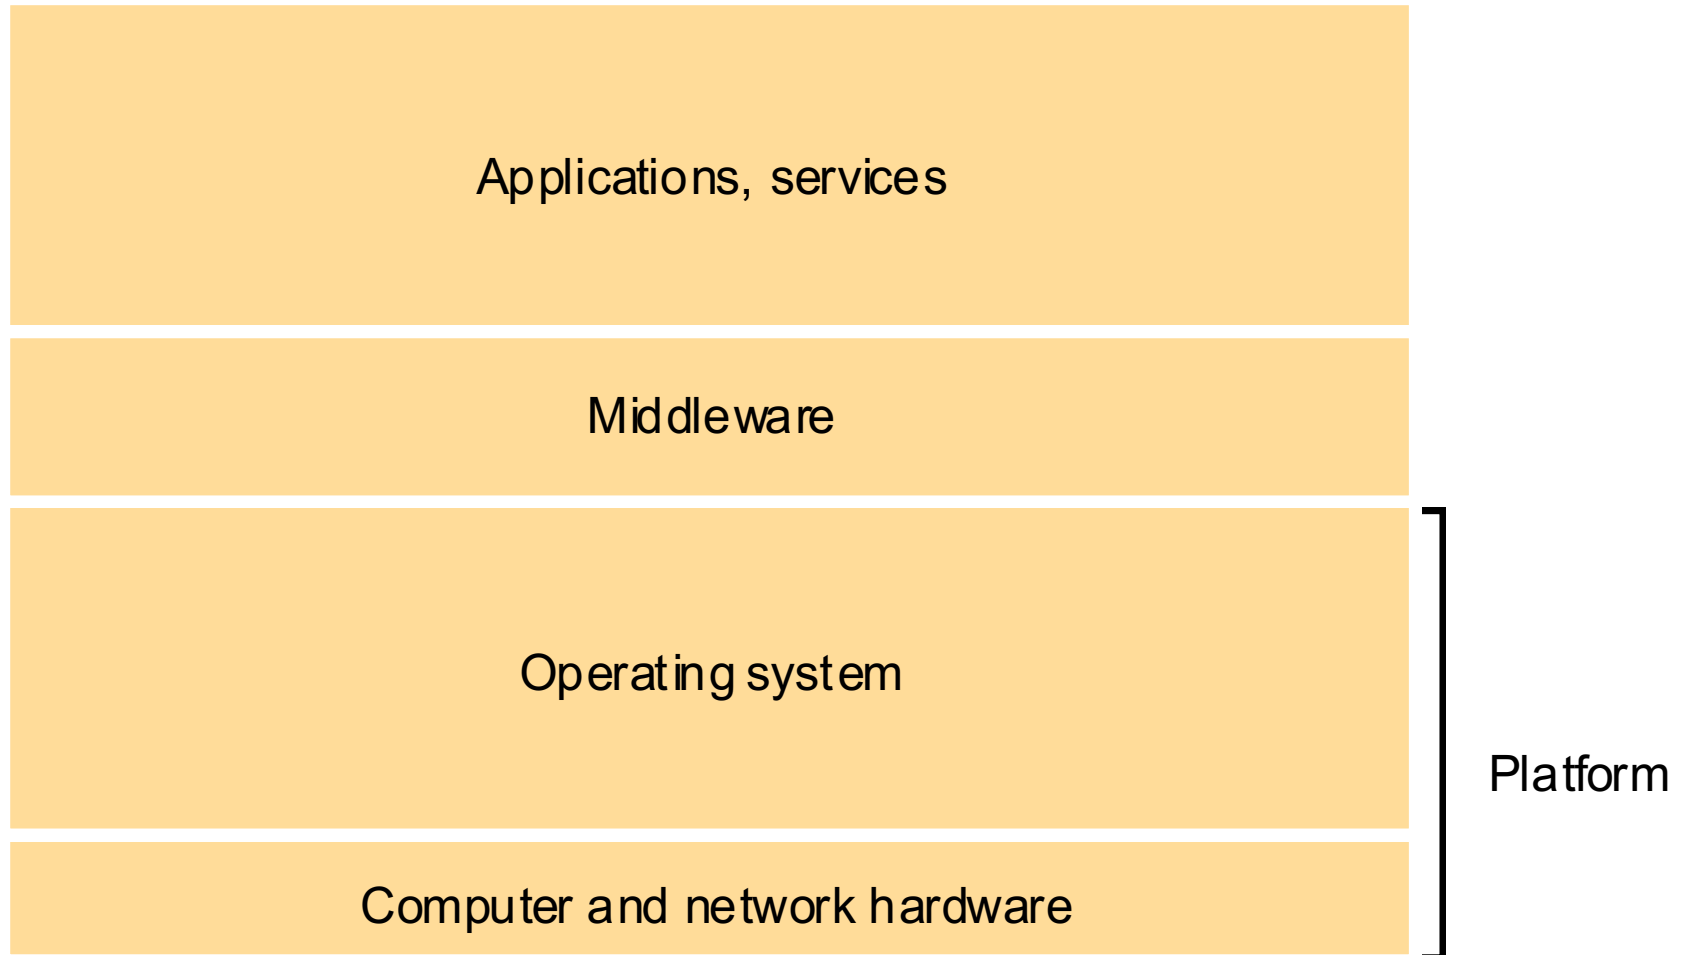 Applications, services
Middleware
Operating system
Platform
Computer and network hardware